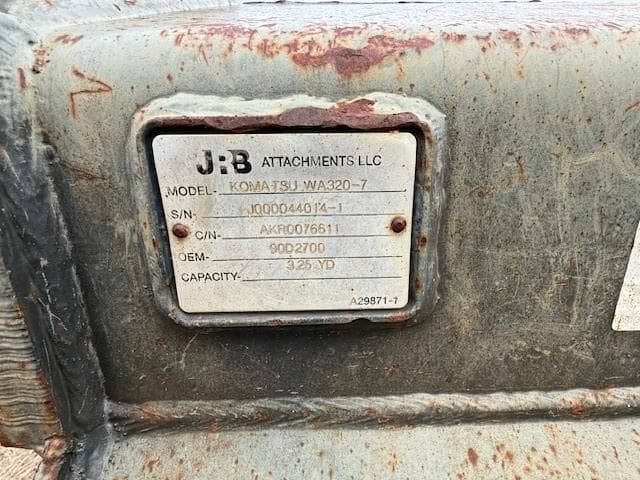 JRB ATTACHMENTS LLC
MODEL- KOMATSU WA320-7
S/N- J000044014-1
C/N- AKR0076611
OEM- 90D2700
CAPACITY- 3.25 YD
A29871-1